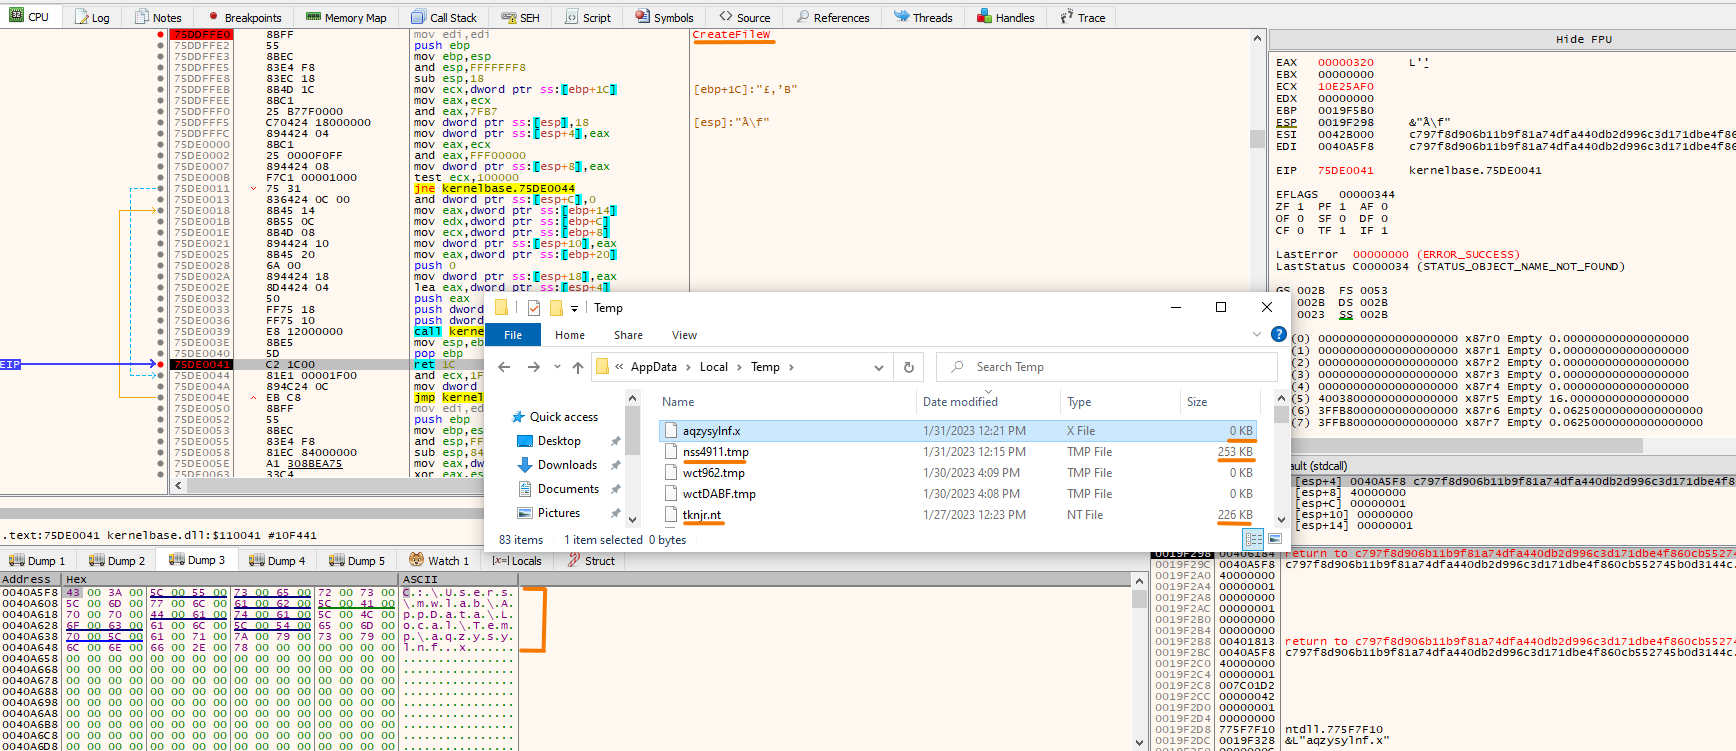 CPU Log Notes Breakpoints Memory Map Call Stack SEH Script Symbols Source References Threads Handles Trace
75DDFFE0 8BFF mov edi,edi CreateFileW
75DDFFE2 55 push ebp
75DDFFE3 8BEC mov ebp,esp
75DDFFE5 83E4 F8 and esp,FFFFFFF8
75DDFFE8 83EC 18 sub esp,18
75DDFFEB 8B4D 1C mov ecx,dword ptr ss:[ebp+1C] [ebp+1C]:"£,’B"
8BC1 mov eax,ecx
75DDFFF0 25 B77F0000 and eax,7FB7
75DDFFF5 C70424 18000000 mov dword ptr ss:[esp],18 [esp]:"Â\f"
75DDFFFC 894424 04 mov dword ptr ss:[esp+4],eax
75DE0000 8BC1 mov eax,ecx
75DE0002 25 0000F0FF and eax,FFF00000
75DE0007 894424 08 mov dword ptr ss:[esp+8],eax
75DE000B F7C1 00001000 test ecx,100000
75DE0011 75 31 jne kernelbase.75DE0044
75DE0013 836424 0C 00 and dword ptr ss:[esp+C],0
75DE0018 8B45 14 mov eax,dword ptr ss:[ebp+14]
75DE001B 8B55 0C mov edx,dword ptr ss:[ebp+C]
75DE001E 8B4D 08 mov ecx,dword ptr ss:[ebp+8]
75DE0021 894424 10 mov dword ptr ss:[esp+10],eax
75DE0025 8B45 20 mov eax,dword ptr ss:[ebp+20]
75DE0028 6A 00 push 0
75DE002A 894424 18 mov dword ptr ss:[esp+18],eax
75DE002E 8D4424 04 lea eax,dword ptr ss:[esp+4]
75DE0032 50 push eax
75DE0033 FF75 18 push dword
75DE0036 FF75 10 push dword
75DE0039 E8 12000000 call kerne
75DE003E 8BE5 mov esp,eb
75DE0040 5D pop ebp
EIP 75DE0041 C2 1C00 ret 1C
75DE0044 81E1 00001F00 and ecx,1F
75DE004A 894C24 0C mov dword
75DE004E EB C8 jmp kernel
75DE0050 8BFF mov edi,ed
75DE0052 55 push ebp
75DE0053 8BEC mov ebp,es
75DE0055 83E4 F8 and esp,FF
75DE0058 81EC 84000000 sub esp,84
75DE005E A1 308BEA75
75DE0063 33C4 xor eax,es
Hide FPU
EAX 00000320 L'
EBX 00000000
ECX 10E25AF0
EDX 00000000
EBP 0019F5B0
ESP 0019F298 &"Â\f"
ESI 0042B000 c797f8d906b11b9f81a74dfa440db2d996c3d171dbe4f8
EDI 0040A5F8 c797f8d906b11b9f81a74dfa440db2d996c3d171dbe4f8
EIP 75DE0041 kernelbase.75DE0041
EFLAGS 00000344
ZF 1 PF 1 AF 0
OF 0 SF 0 DF 0
CF 0 TF 1 IF 1
LastError 00000000 (ERROR_SUCCESS)
LastStatus C0000034 (STATUS_OBJECT_NAME_NOT_FOUND)
GS 002B FS 0053
002B DS 002B
0023 SS 002B
(0) 00000000000000000000 x87r0 Empty 0.000000000000000000
(1) 00000000000000000000 x87r1 Empty 0.000000000000000000
(2) 00000000000000000000 x87r2 Empty 0.000000000000000000
(3) 00000000000000000000 x87r3 Empty 0.000000000000000000
(4) 00000000000000000000 x87r4 Empty 0.000000000000000000
(5) 40038000000000000000 x87r5 Empty 16.00000000000000000
(6) 3FFB8000000000000000 x87r6 Empty 0.062500000000000000
(7) 3FFB8000000000000000 x87r7 Empty 0.062500000000000000
ault (stdcall)
[esp+4] 0040A5F8 c797f8d906b11b9f81a74dfa440db2d996c3d171dbe4f8
[esp+8] 40000000
[esp+C] 00000001
[esp+10] 00000000
[esp+14] 00000001
Temp
File Home Share View
« AppData › Local › Temp › Search Temp
Name Date modified Type Size
Quick access
Desktop
Downloads
Documents
Pictures
aqzysylnf.x 1/31/2023 12:21 PM X File 0 KB
nss4911.tmp 1/31/2023 12:15 PM TMP File 253 KB
wct962.tmp 1/30/2023 4:09 PM TMP File 0 KB
wctDABF.tmp 1/30/2023 4:08 PM TMP File 0 KB
tknjr.nt 1/27/2023 12:23 PM NT File 226 KB
83 items 1 item selected 0 bytes
.text:75DE0041 kernelbase.dll:$110041 #10F441
Dump 1 Dump 2 Dump 3 Dump 4 Dump 5 Watch 1 [x=] Locals Struct
Address Hex ASCII
0040A5F8 43 00 3A 00 5C 00 55 00 73 00 65 00 72 00 73 00 C.:.\.U.s.e.r.s.
0040A608 5C 00 6D 00 77 00 6C 00 61 00 62 00 5C 00 41 00 \.m.w.l.a.b.\.A.
0040A618 70 00 70 00 44 00 61 00 74 00 61 00 5C 00 4C 00 p.p.D.a.t.a.\.L.
0040A628 6F 00 63 00 61 00 6C 00 5C 00 54 00 65 00 6D 00 o.c.a.l.\.T.e.m.
0040A638 70 00 5C 00 61 00 71 00 7A 00 79 00 73 00 79 00 p.\.a.q.z.y.s.y.
0040A648 6C 00 6E 00 66 00 2E 00 78 00 00 00 00 00 00 00 l.n.f...x.......
0040A658 00 00 00 00 00 00 00 00 00 00 00 00 00 00 00 00 ................
0040A668 00 00 00 00 00 00 00 00 00 00 00 00 00 00 00 00 ................
0040A678 00 00 00 00 00 00 00 00 00 00 00 00 00 00 00 00 ................
0040A688 00 00 00 00 00 00 00 00 00 00 00 00 00 00 00 00 ................
0040A698 00 00 00 00 00 00 00 00 00 00 00 00 00 00 00 00 ................
0040A6A8 00 00 00 00 00 00 00 00 00 00 00 00 00 00 00 00 ................
0040A6B8 00 00 00 00 00 00 00 00 00 00 00 00 00 00 00 00 ................
0040A6C8 00 00 00 00 00 00 00 00 00 00 00 00 00 00 00 00 ................
0040A6D8 00 00 00 00 00 00 00 00 00 00 00 00 00 00 00 00 ................
0019F298 00406184 return to c797f8d906b11b9f81a74dfa440db2d996c3d171dbe4f860cb5527
0019F29C 0040A5F8 c797f8d906b11b9f81a74dfa440db2d996c3d171dbe4f860cb552745b0d3144c.
0019F2A0 40000000
0019F2A4 00000001
0019F2A8 00000000
0019F2AC 00000001
0019F2B0 00000000
0019F2B4 00000000
0019F2B8 00401813 return to c797f8d906b11b9f81a74dfa440db2d996c3d171dbe4f860cb5527
0019F2BC 0040A5F8 c797f8d906b11b9f81a74dfa440db2d996c3d171dbe4f860cb552745b0d3144c.
0019F2C0 40000000
0019F2C4 00000001
0019F2C8 007C01D2
0019F2CC 00000042
0019F2D0 00000001
0019F2D4 00000000
0019F2D8 775F7F10 ntdll.775F7F10
0019F2DC 0019F328 &L"aqzysylnf.x"